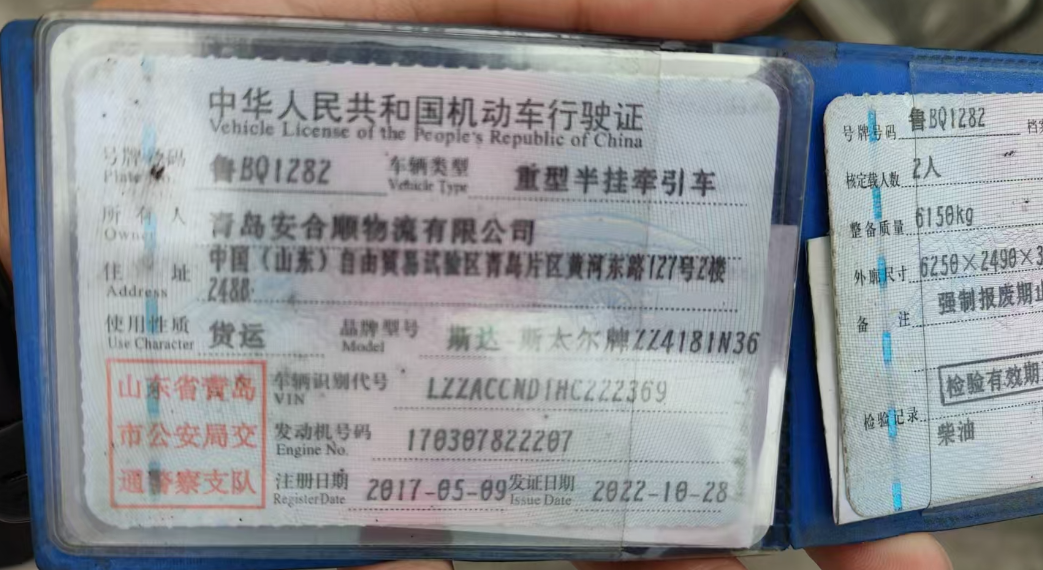 中华人民共和国机动车行驶证
Vehicle License of the People's Republic of China
号牌号码 鲁BQ1282 车辆类型 重型半挂牵引车
Plate No. Vehicle Type
所有人 青岛安合顺物流有限公司
Owner
住址 中国（山东）自由贸易试验区青岛片区黄河东路127号2楼
Address 2480
使用性质 货运 品牌型号 斯达-斯太尔牌ZZ4181N36
Use Character Model
山东省青岛
市公安局交
通警察支队
车辆识别代号 LZZACCND1HC222369
VIN
发动机号码 170307822207
Engine No.
注册日期 2017-05-09 发证日期 2022-10-28
Register Date Issue Date
号牌号码 鲁BQ1282 档案
核定载人数 2人
整备质量 6150kg
外廓尺寸 6250×2490×3
备注 强制报废期止
检验有效期
检验记录
柴油